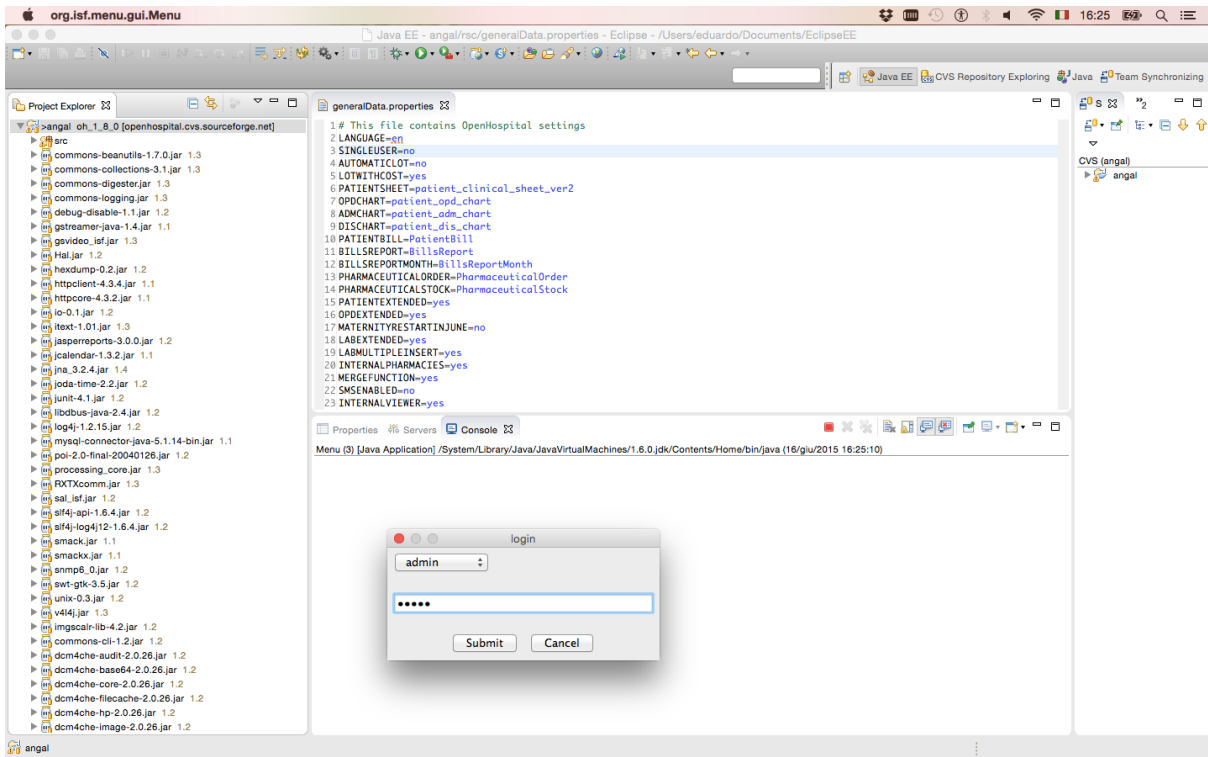 org.isf.menu.gui.Menu
16:25
Java EE - angal/rsc/generalData.properties - Eclipse - /Users/eduardo/Documents/EclipseEE
Java EE
CVS Repository Exploring
Java
Team Synchronizing
Project Explorer
>angal oh_1_8_0 [openhospital.cvs.sourceforge.net]
src
commons-beanutils-1.7.0.jar 1.3
commons-collections-3.1.jar 1.3
commons-digester.jar 1.3
commons-logging.jar 1.3
debug-disable-1.1.jar 1.2
gstreamer-java-1.4.jar 1.1
gsvideo_isf.jar 1.3
Hal.jar 1.2
hexdump-0.2.jar 1.2
httpclient-4.3.4.jar 1.1
httpcore-4.3.2.jar 1.1
io-0.1.jar 1.2
itext-1.01.jar 1.3
jasperreports-3.0.0.jar 1.2
jcalendar-1.3.2.jar 1.1
jna_3.2.4.jar 1.4
joda-time-2.2.jar 1.2
junit-4.1.jar 1.2
libdbus-java-2.4.jar 1.2
log4j-1.2.15.jar 1.2
mysql-connector-java-5.1.14-bin.jar 1.1
poi-2.0-final-20040126.jar 1.2
processing_core.jar 1.3
RXTXcomm.jar 1.3
sal_isf.jar 1.2
slf4j-api-1.6.4.jar 1.2
slf4j-log4j12-1.6.4.jar 1.2
smack.jar 1.1
smackx.jar 1.1
snmp6_0.jar 1.2
swt-gtk-3.5.jar 1.2
unix-0.3.jar 1.2
v4l4j.jar 1.3
imgscalr-lib-4.2.jar 1.1
commons-cli-1.2.jar 1.2
dcm4che-audit-2.0.26.jar 1.2
dcm4che-base64-2.0.26.jar 1.2
dcm4che-core-2.0.26.jar 1.2
dcm4che-filecache-2.0.26.jar 1.2
dcm4che-hp-2.0.26.jar 1.2
dcm4che-image-2.0.26.jar 1.2
generalData.properties
1 # This file contains OpenHospital settings
2 LANGUAGE=en
3 SINGLEUSER=no
4 AUTOMATICLOT=no
5 LOTWITHCOST=yes
6 PATIENTSHEET=patient_clinical_sheet_ver2
7 OPDCHART=patient_opd_chart
8 ADMCHART=patient_adm_chart
9 DISCHART=patient_dis_chart
10 PATIENTBILL=PatientBill
11 BILLSREPORT=BillsReport
12 BILLSREPORTMONTH=BillsReportMonth
13 PHARMACEUTICALORDER=PharmaceuticalOrder
14 PHARMACEUTICALSTOCK=PharmaceuticalStock
15 PATIENTEXTENDED=yes
16 OPDEXTENDED=yes
17 MATERNITYRESTARTINJUNE=no
18 LABEXTENDED=yes
19 LABMULTIPLEINSERT=yes
20 INTERNALPHARMACIES=yes
21 MERGEFUNCTION=yes
22 SMSENABLED=no
23 INTERNALVIEWER=yes
S
2
CVS (angal)
angal
Properties
Servers
Console
Menu (3) [Java Application] /System/Library/Java/JavaVirtualMachines/1.6.0.jdk/Contents/Home/bin/java (16/giu/2015 16:25:10)
login
admin
•••••
Submit
Cancel
angal